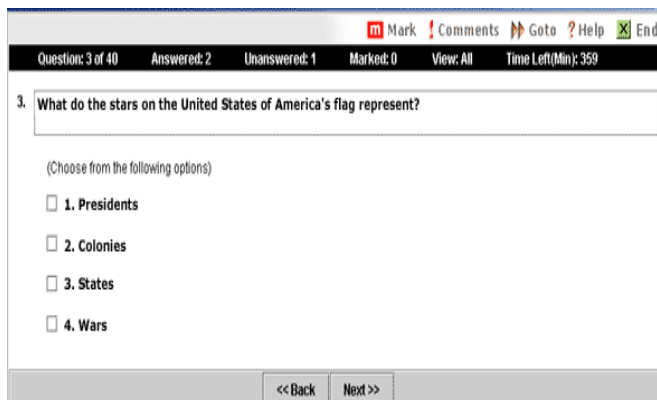 m Mark ! Comments Goto ? Help X End
Question: 3 of 40 Answered: 2 Unanswered: 1 Marked: 0 View: All Time Left(Min): 359
3. What do the stars on the United States of America's flag represent?
(Choose from the following options)
1. Presidents
2. Colonies
3. States
4. Wars
<< Back Next >>